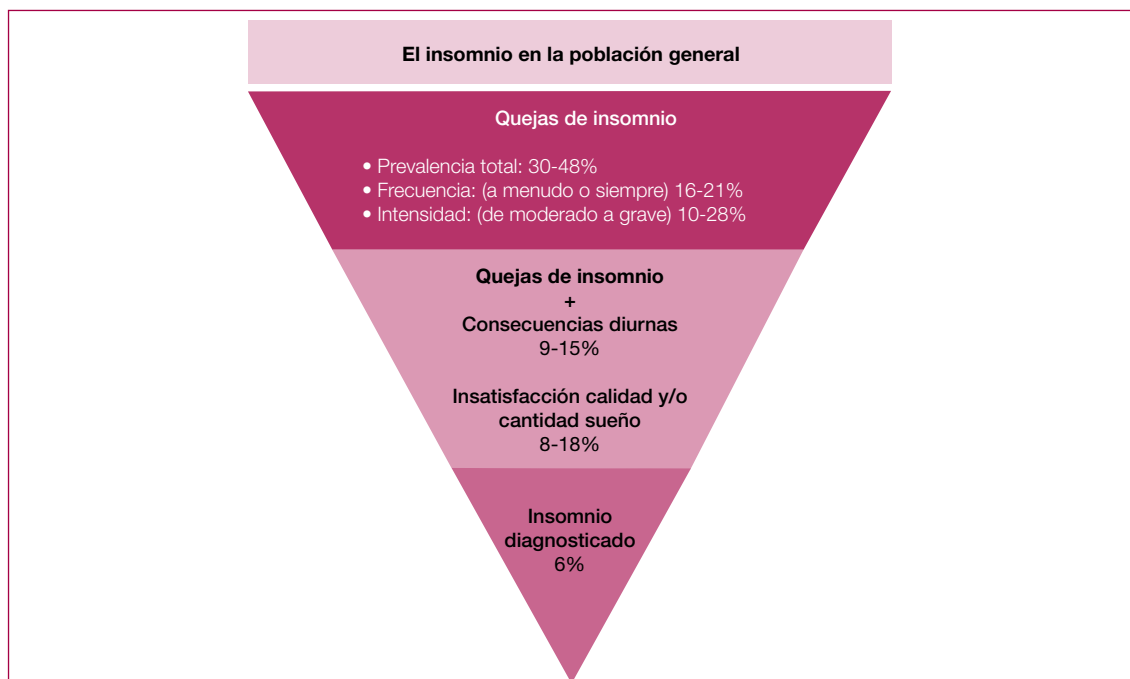 El insomnio en la población general
Quejas de insomnio
• Prevalencia total: 30-48%
• Frecuencia: (a menudo o siempre) 16-21%
• Intensidad: (de moderado a grave) 10-28%
Quejas de insomnio
+
Consecuencias diurnas
9-15%
Insatisfacción calidad y/o
cantidad sueño
8-18%
Insomnio
diagnosticado
6%